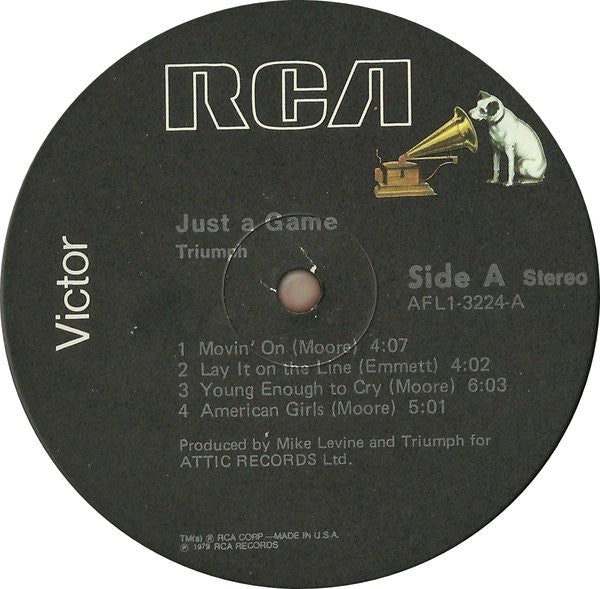 RCA
Victor
Just a Game
Triumph
Side A Stereo
AFL1-3224-A
1 Movin' On (Moore) 4:07
2 Lay It on the Line (Emmett) 4:02
3 Young Enough to Cry (Moore) 6:03
4 American Girls (Moore) 5:01
Produced by Mike Levine and Triumph for
ATTIC RECORDS Ltd.
TM(s) ® RCA CORP.—MADE IN U.S.A.
℗ 1979 RCA RECORDS